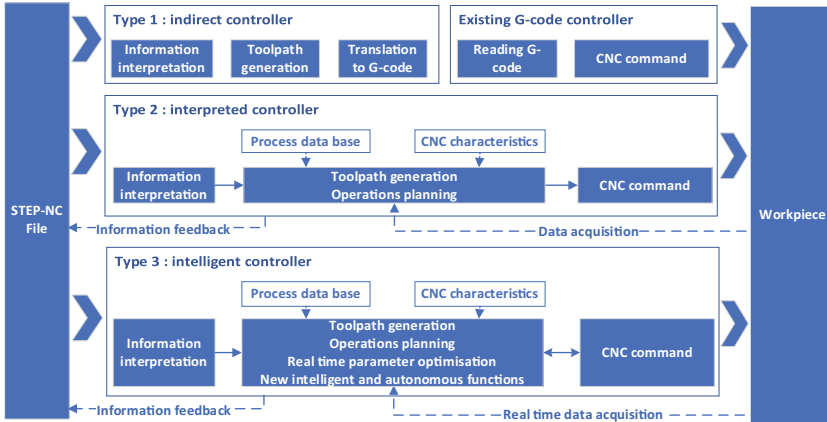 STEP-NC
File
Type 1 : indirect controller
Information
interpretation
Toolpath
generation
Translation
to G-code
Existing G-code controller
Reading G-
code
CNC command
Type 2 : interpreted controller
Process data base
CNC characteristics
Information
interpretation
Toolpath generation
Operations planning
CNC command
Information feedback
Data acquisition
Type 3 : intelligent controller
Process data base
CNC characteristics
Information
interpretation
Toolpath generation
Operations planning
Real time parameter optimisation
New intelligent and autonomous functions
CNC command
Information feedback
Real time data acquisition
Workpiece